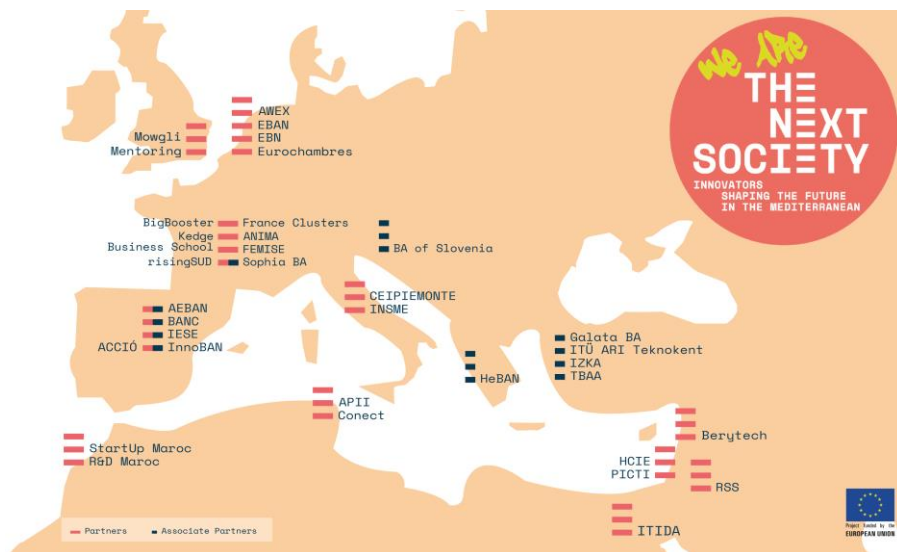 WE ARE
THE
NEXT
SOCIETY
INNOVATORS
SHAPING THE FUTURE
IN THE MEDITERRANEAN
AWEX
EBAN
EBN
Eurochambres
Mowgli
Mentoring
BigBooster
France Clusters
Kedge
ANIMA
Business School
FEMISE
risingSUD
Sophia BA
BA of Slovenia
CEIPIEMONTE
INSME
AEBAN
BANC
IESE
ACCIÓ
InnoBAN
Galata BA
ITÜ ARI Teknokent
IZKA
TBAA
HeBAN
APII
Conect
StartUp Maroc
R&D Maroc
Berytech
HCIE
PICTI
RSS
ITIDA
Partners
Associate Partners
Project funded by the
EUROPEAN UNION